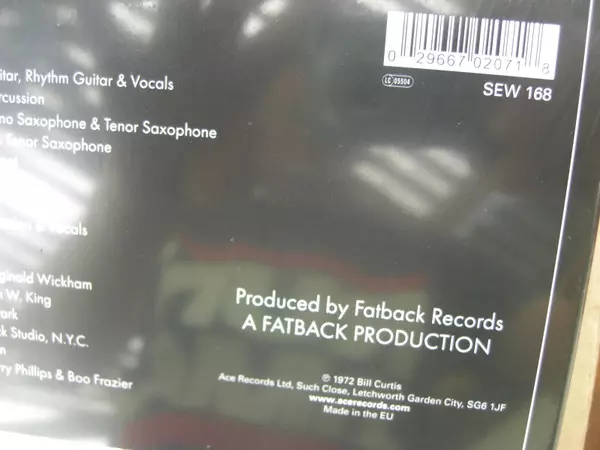 0 29667 02071 8
LC 05504
SEW 168
itar, Rhythm Guitar & Vocals
rcussion
no Saxophone & Tenor Saxophone
Tenor Saxophone
& Vocals
ginald Wickham
W. King
ark
k Studio, N.Y.C.
n
rry Phillips & Boo Frazier
Produced by Fatback Records
A FATBACK PRODUCTION
℗ 1972 Bill Curtis
Ace Records Ltd, Such Close, Letchworth Garden City, SG6 1JF
www.acerecords.com
Made in the EU